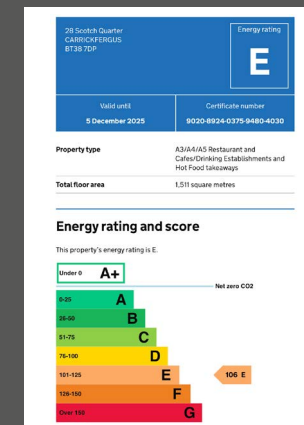 28 Scotch Quarter
CARRICKFERGUS
BT38 7DP
Energy rating
E
Valid until
5 December 2025
Certificate number
9020-8924-0375-9480-4030
Property type
A3/A4/A5 Restaurant and
Cafes/Drinking Establishments and
Hot Food takeaways
Total floor area
1,511 square metres
Energy rating and score
This property's energy rating is E.
Under 0 A+
Net zero CO2
0-25 A
26-50 B
51-75 C
76-100 D
101-125 E
106 E
126-150 F
Over 150 G